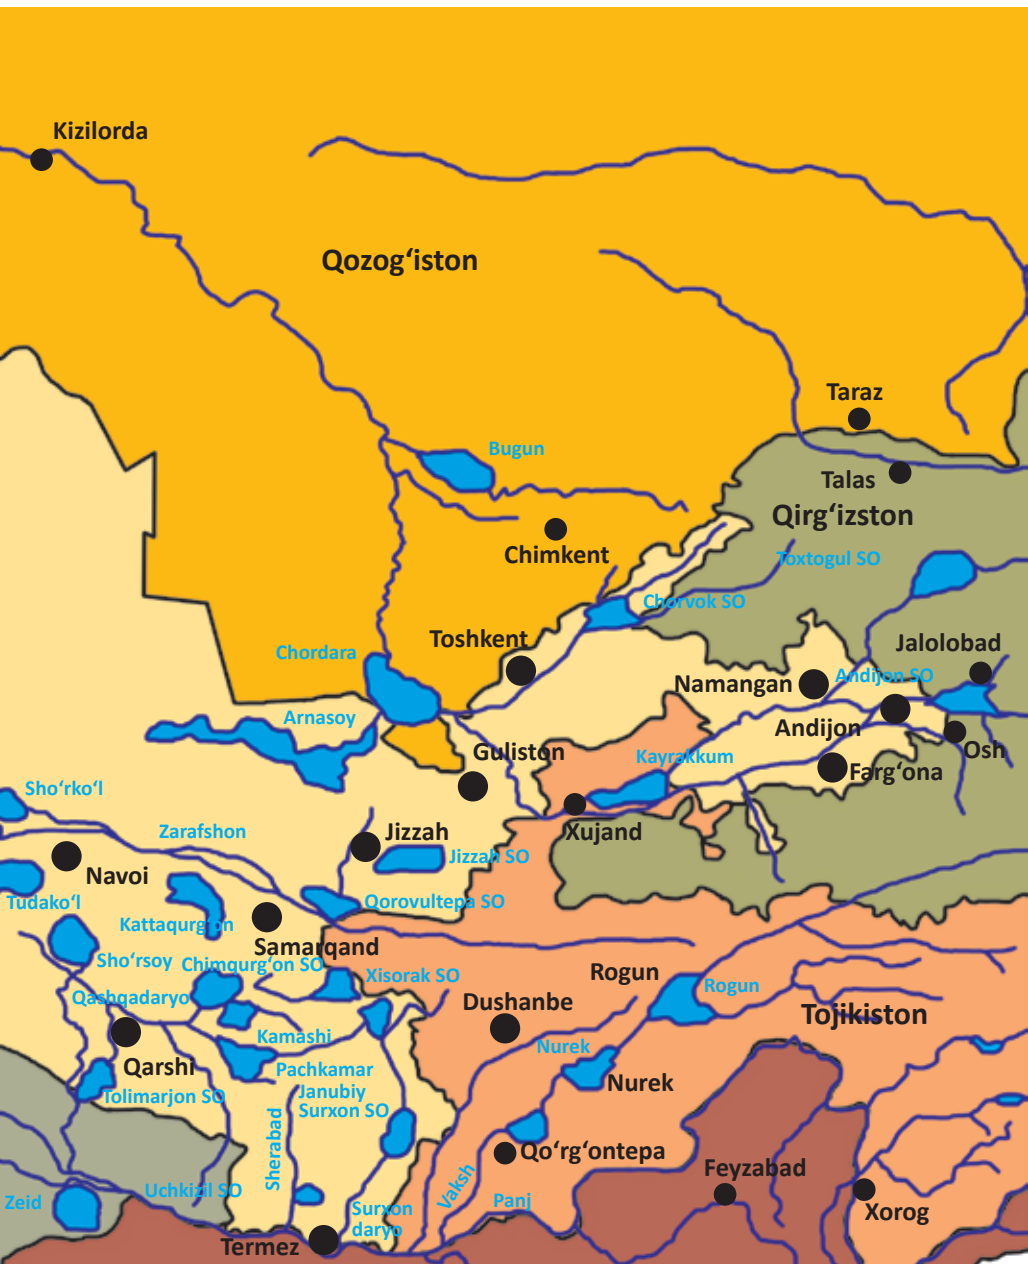 Kizilorda
Qozog‘iston
Taraz
Bugun
Talas
Qirg‘izston
Chimkent
Toxtogul SO
Chorvok SO
Toshkent
Jalolobad
Chordara
Andijon SO
Namangan
Arnasoy
Andijon
Guliston
Osh
Kayrakkum
Farg‘ona
Sho‘rko‘l
Zarafshon
Jizzah
Xujand
Jizzah SO
Navoi
Tudako‘l
Qorovultepa SO
Kattaqurg‘on
Samarqand
Sho‘rsoy
Chimqurg‘on SO
Xisorak SO
Rogun
Rogun
Qashqadaryo
Dushanbe
Tojikiston
Kamashi
Nurek
Qarshi
Pachkamar
Nurek
Tolimarjon SO
Janubiy
Surxon SO
Sherabad
Qo‘rg‘ontepa
Feyzabad
Vaksh
Uchkizil SO
Zeid
Panj
Surxon
daryo
Xorog
Termez